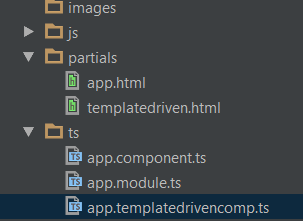 images
js
partials
app.html
templatedriven.html
ts
app.component.ts
app.module.ts
app.templatedrivencomp.ts